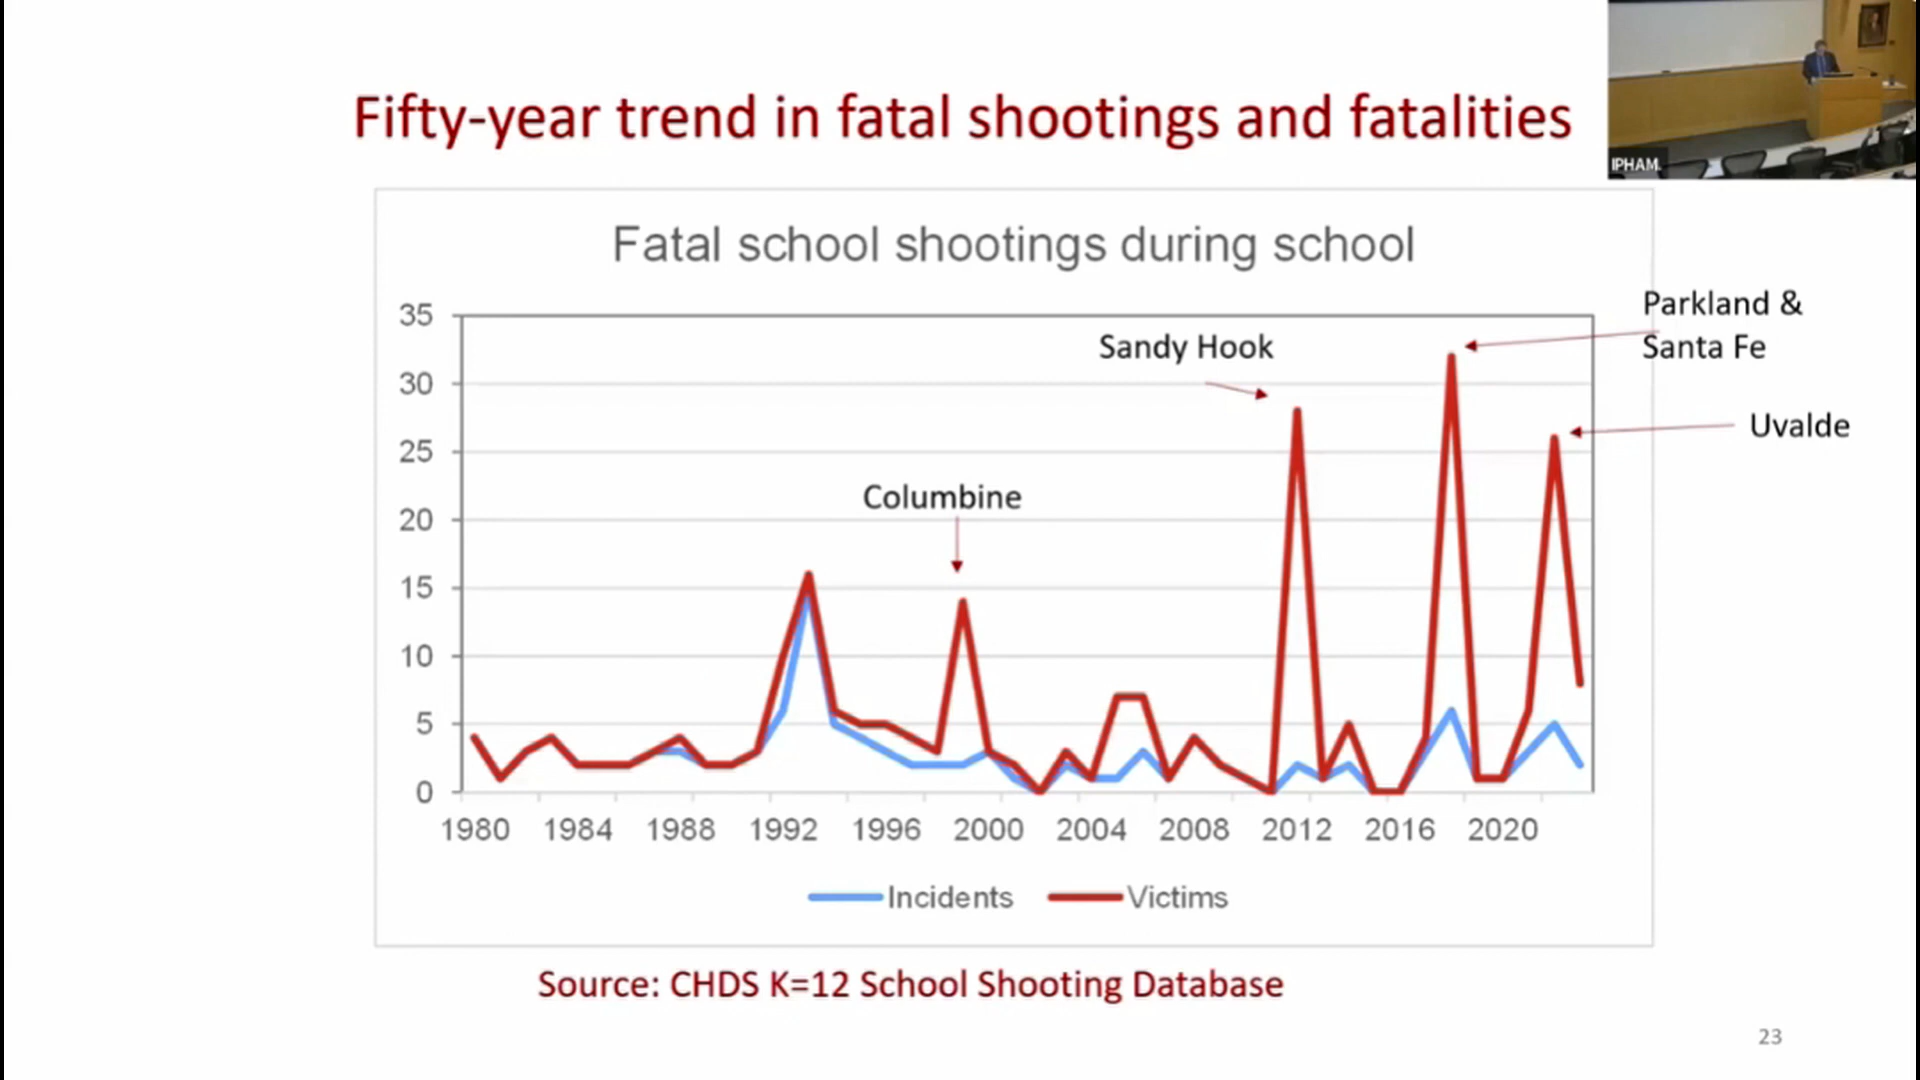 Fifty-year trend in fatal shootings and fatalities
IPHAM
Fatal school shootings during school
35
30
25
20
15
10
5
0
Sandy Hook
Parkland &
Santa Fe
Uvalde
Columbine
1980 1984 1988 1992 1996 2000 2004 2008 2012 2016 2020
Incidents Victims
Source: CHDS K=12 School Shooting Database
23